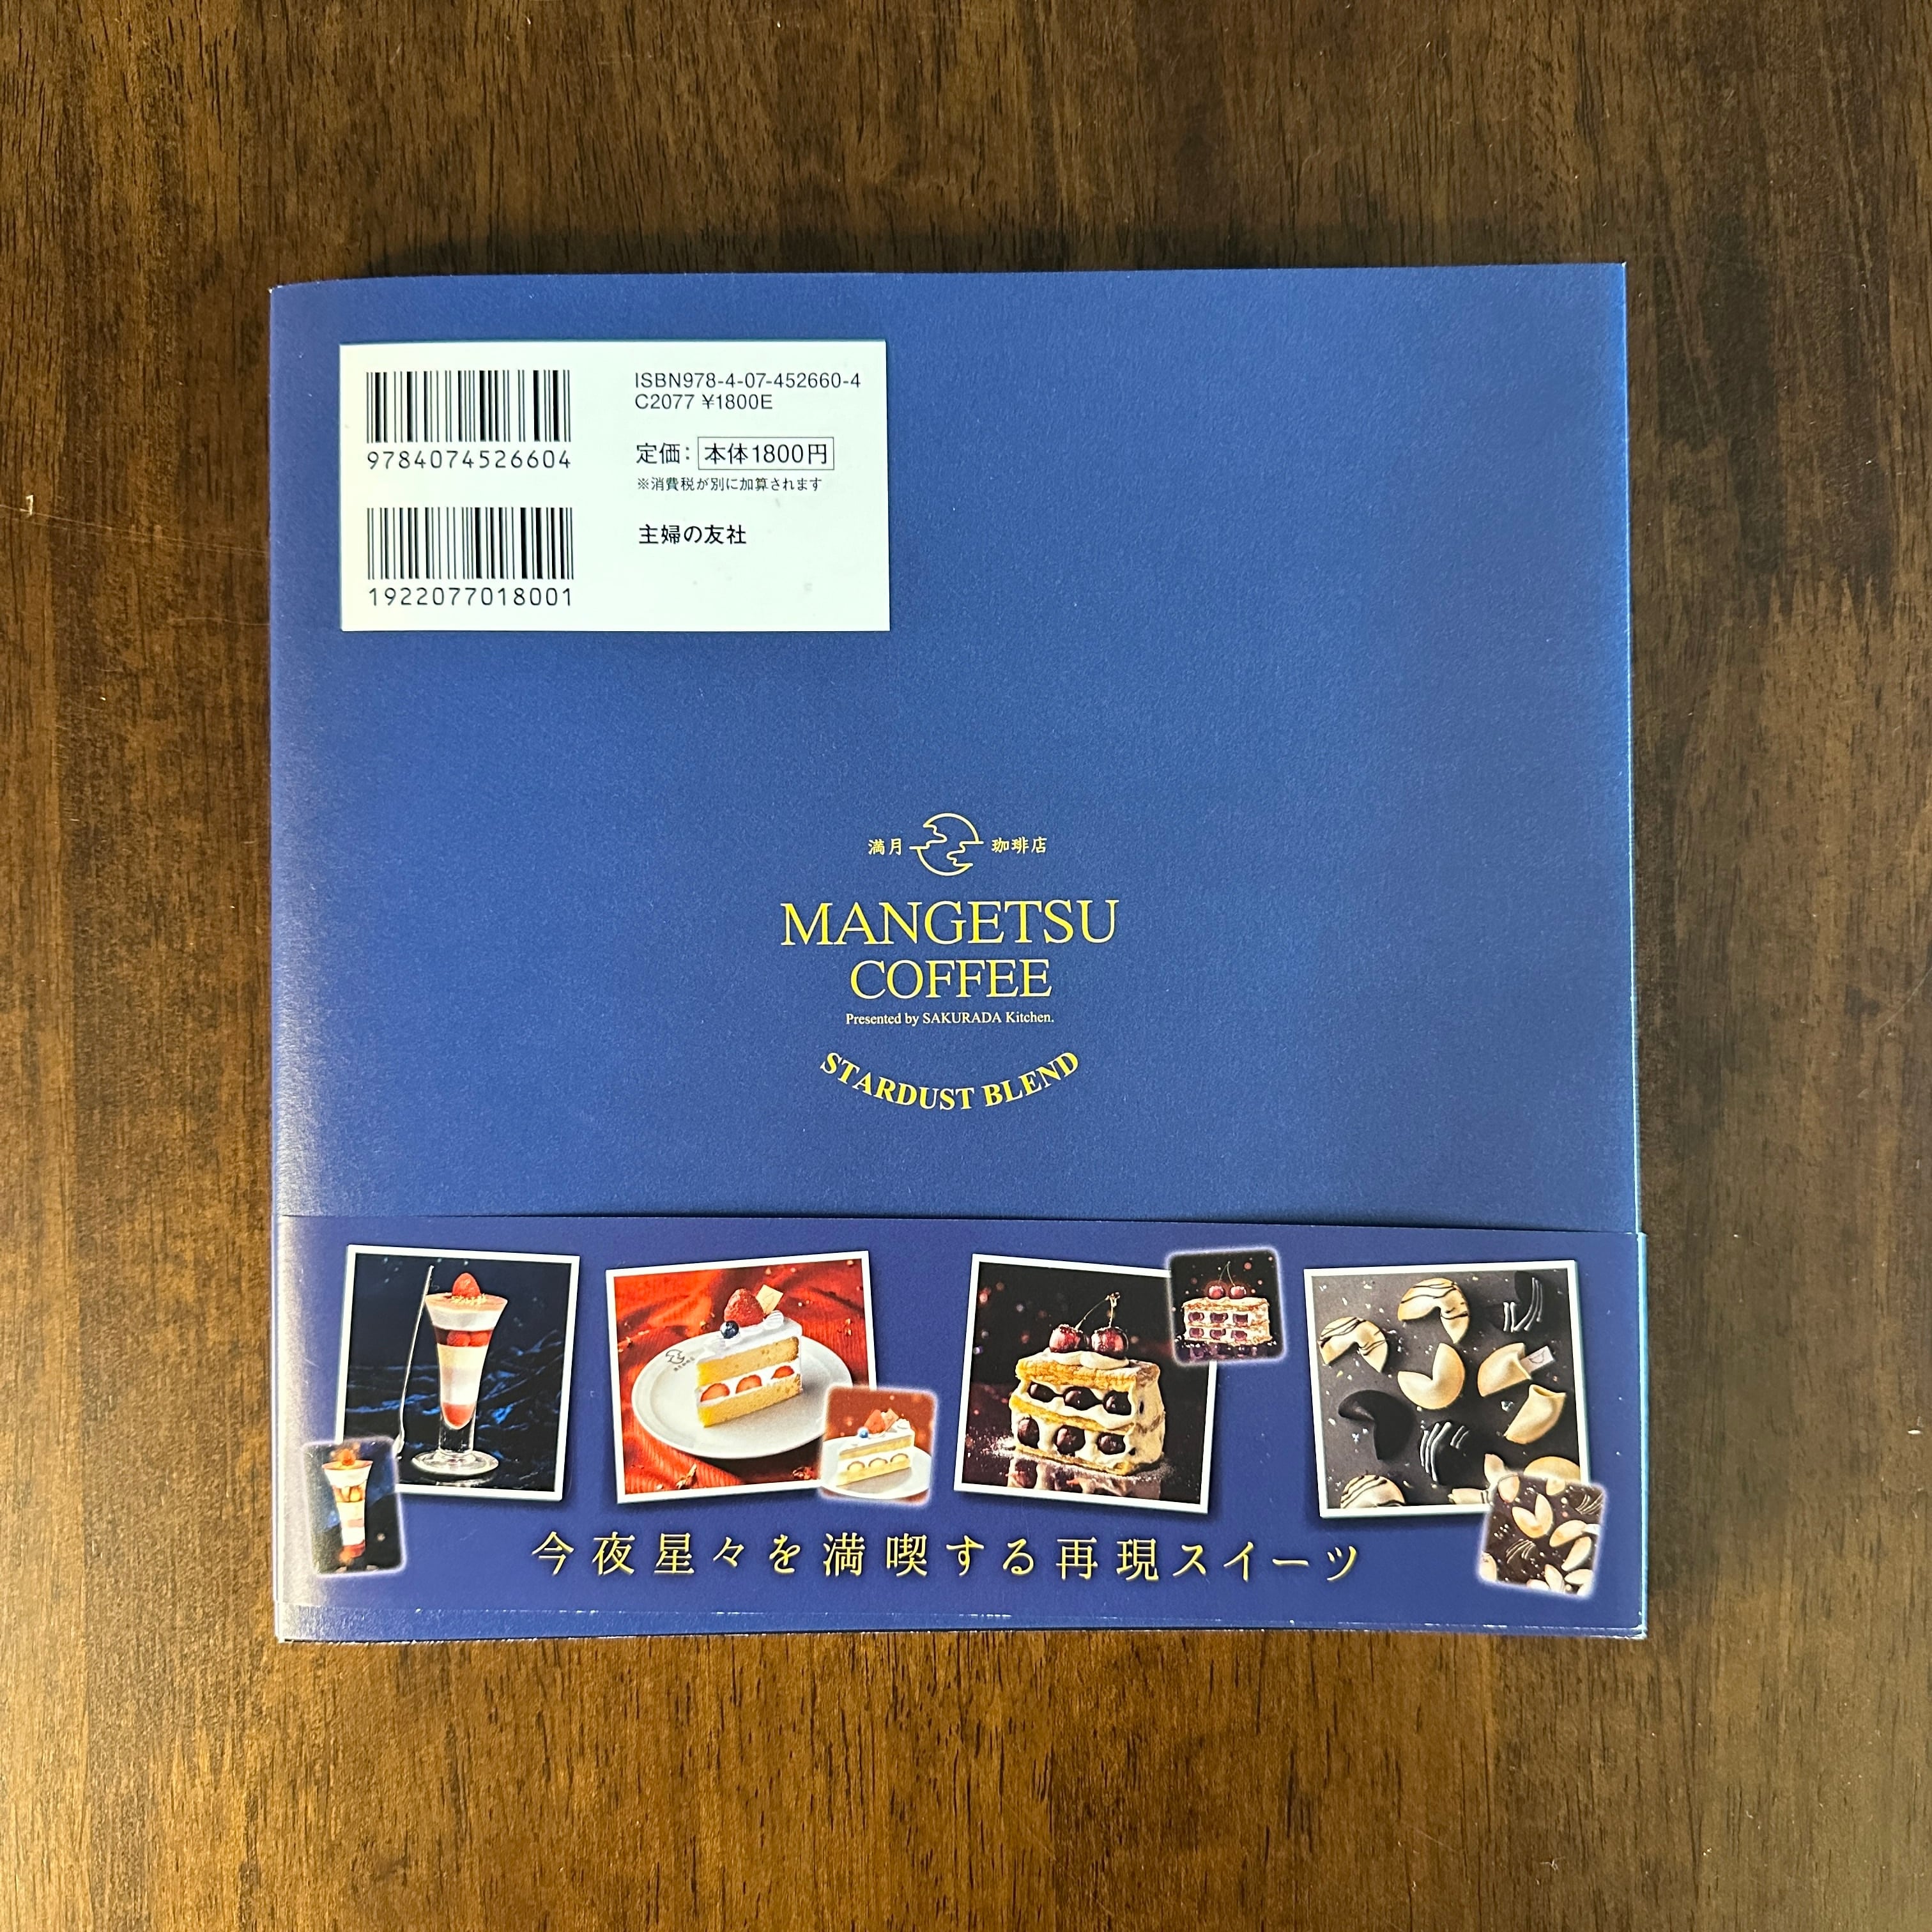 ISBN978-4-07-452660-4
C2077 ¥1800E
9784074526604
定価：本体1800円
※消費税が別に加算されます
主婦の友社
1922077018001
満月珈琲店
MANGETSU
COFFEE
Presented by SAKURADA Kitchen.
STARDUST BLEND
今夜星々を満喫する再現スイーツ